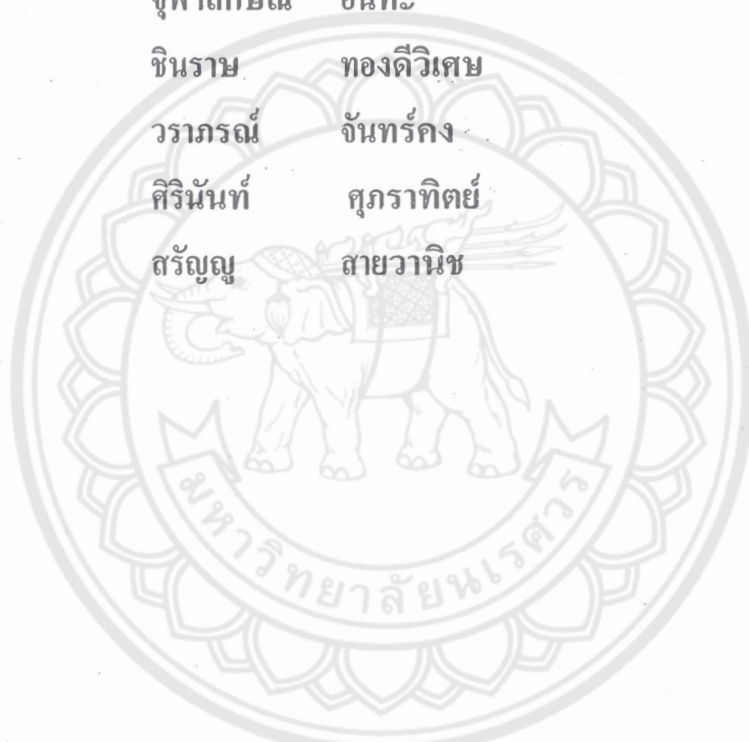 ชินราษ ทองดีวิเศษ
วราภรณ์ จันทร์คง
ศิรินันท์ ศุภราทิตย์
สรัญญู สายวานิช
มหาวิทยาลัยนเรศวร